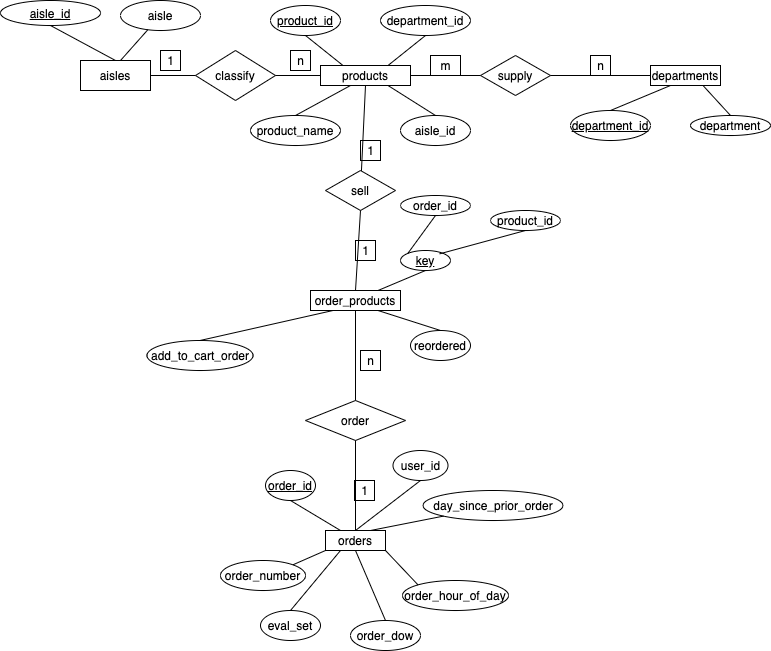 aisle_id
aisle
product_id
department_id
aisles
1
classify
n
products
m
supply
n
departments
product_name
aisle_id
department_id
department
1
sell
order_id
product_id
1
key
order_products
add_to_cart_order
reordered
n
order
user_id
order_id
1
day_since_prior_order
orders
order_number
order_hour_of_day
eval_set
order_dow